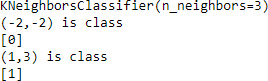 KNeighborsClassifier(n_neighbors=3)
(-2,-2) is class
[0]
(1,3) is class
[1]